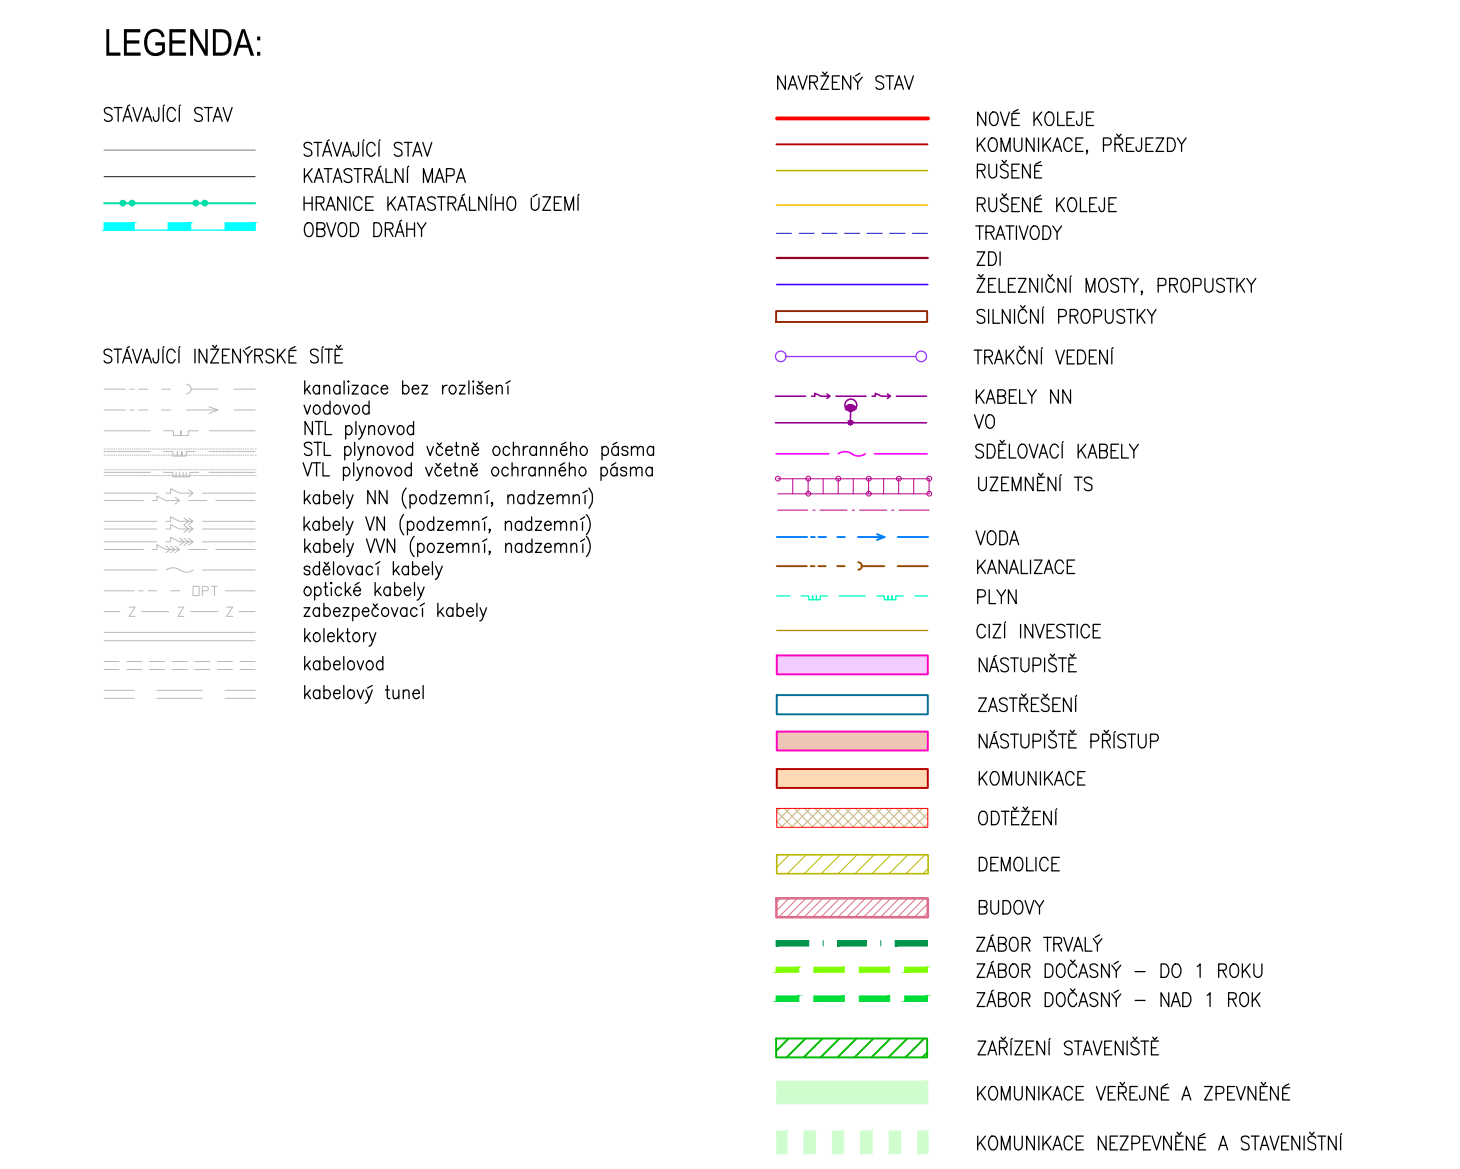 LEGENDA:
STÁVAJÍCÍ STAV
STÁVAJÍCÍ STAV
KATASTRÁLNÍ MAPA
HRANICE KATASTRÁLNÍHO ÚZEMÍ
OBVOD DRÁHY
STÁVAJÍCÍ INŽENÝRSKÉ SÍTĚ
kanalizace bez rozlišení
vodovod
NTL plynovod
STL plynovod včetně ochranného pásma
VTL plynovod včetně ochranného pásma
kabely NN (podzemní, nadzemní)
kabely VN (podzemní, nadzemní)
kabely VVN (pozemní, nadzemní)
sdělovací kabely
OPT optické kabely
Z Z Z zabezpečovací kabely
kolektory
kabelovod
kabelový tunel
NAVRŽENÝ STAV
NOVÉ KOLEJE
KOMUNIKACE, PŘEJEZDY
RUŠENÉ
RUŠENÉ KOLEJE
TRATIVODY
ZDI
ŽELEZNIČNÍ MOSTY, PROPUSTKY
SILNIČNÍ PROPUSTKY
TRAKČNÍ VEDENÍ
KABELY NN
VO
SDĚLOVACÍ KABELY
UZEMNĚNÍ TS
VODA
KANALIZACE
PLYN
CIZÍ INVESTICE
NÁSTUPIŠTĚ
ZASTŘEŠENÍ
NÁSTUPIŠTĚ PŘÍSTUP
KOMUNIKACE
ODTĚŽENÍ
DEMOLICE
BUDOVY
ZÁBOR TRVALÝ
ZÁBOR DOČASNÝ – DO 1 ROKU
ZÁBOR DOČASNÝ – NAD 1 ROK
ZAŘÍZENÍ STAVENIŠTĚ
KOMUNIKACE VEŘEJNÉ A ZPEVNĚNÉ
KOMUNIKACE NEZPEVNĚNÉ A STAVENIŠTNÍ